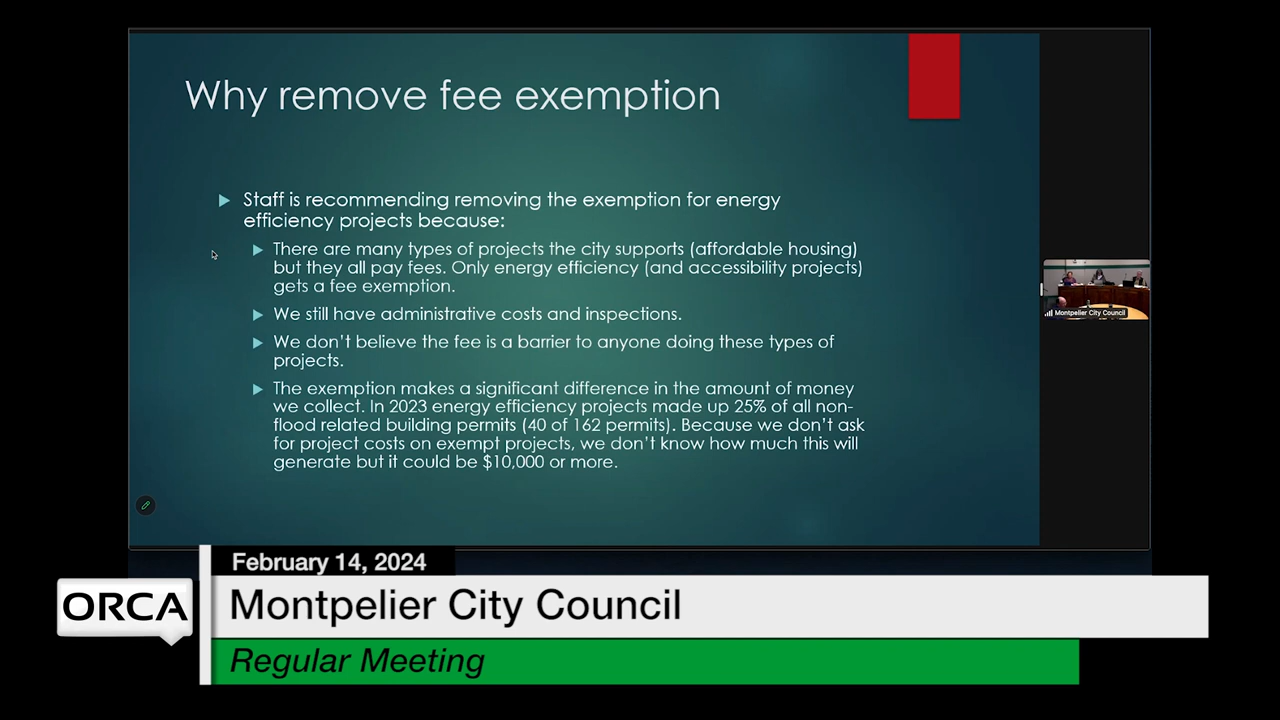 Why remove fee exemption
Staff is recommending removing the exemption for energy
efficiency projects because:
There are many types of projects the city supports (affordable housing)
but they all pay fees. Only energy efficiency (and accessibility projects)
gets a fee exemption.
We still have administrative costs and inspections.
We don't believe the fee is a barrier to anyone doing these types of
projects.
The exemption makes a significant difference in the amount of money
we collect. In 2023 energy efficiency projects made up 25% of all non-
flood related building permits (40 of 162 permits). Because we don't ask
for project costs on exempt projects, we don't know how much this will
generate but it could be $10,000 or more.
Montpelier City Council
February 14, 2024
ORCA
Montpelier City Council
Regular Meeting